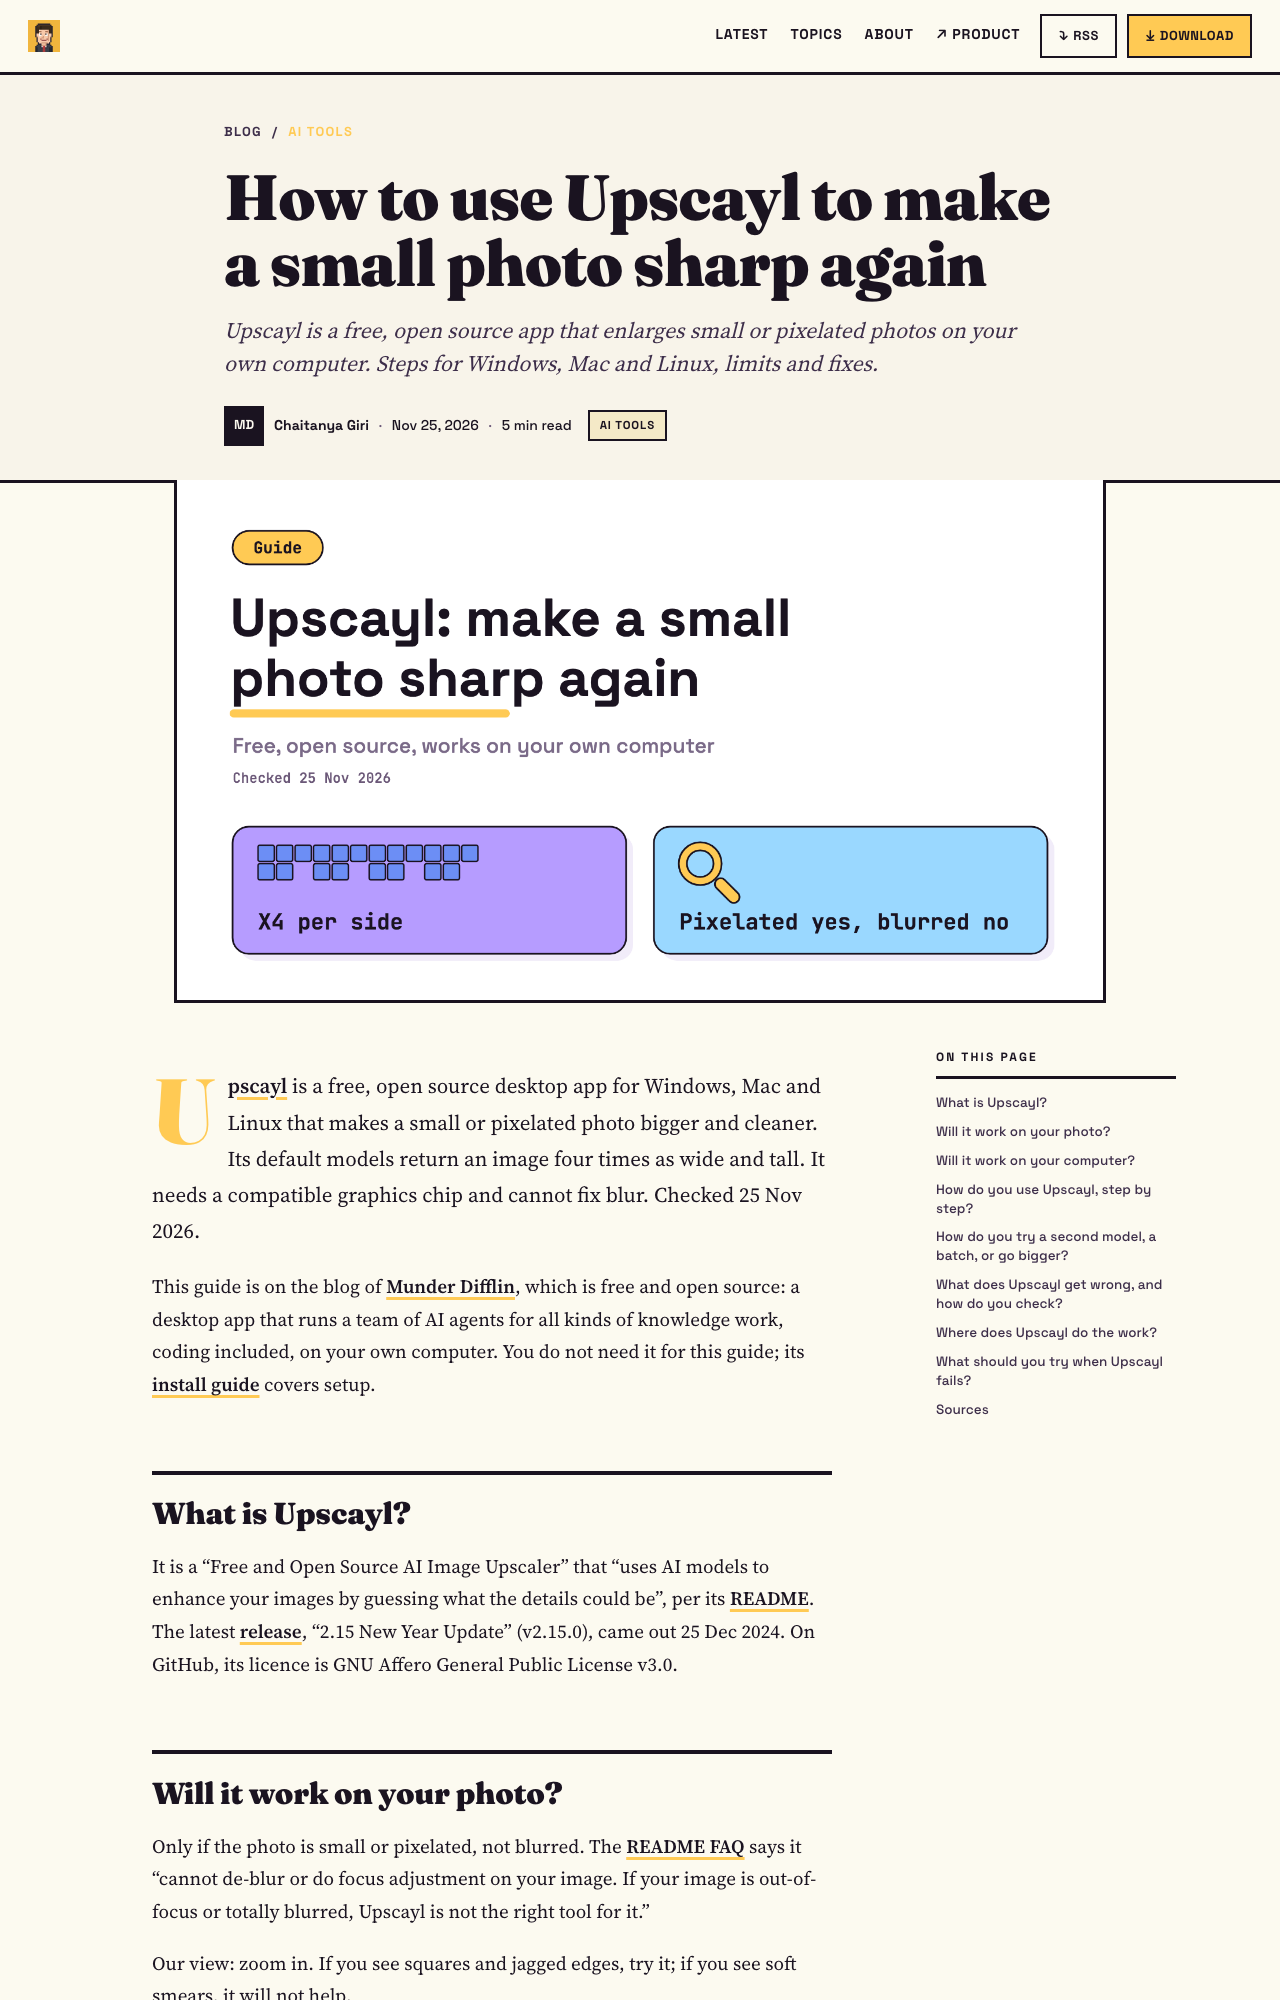 LATEST TOPICS ABOUT ↗ PRODUCT ⤵ RSS ⤓ DOWNLOAD
BLOG / AI TOOLS
How to use Upscayl to make
a small photo sharp again
Upscayl is a free, open source app that enlarges small or pixelated photos on your
own computer. Steps for Windows, Mac and Linux, limits and fixes.
MD Chaitanya Giri · Nov 25, 2026 · 5 min read AI TOOLS
Guide
Upscayl: make a small
photo sharp again
Free, open source, works on your own computer
Checked 25 Nov 2026
X4 per side
Pixelated yes, blurred no
Upscayl is a free, open source desktop app for Windows, Mac and
Linux that makes a small or pixelated photo bigger and cleaner.
Its default models return an image four times as wide and tall. It
needs a compatible graphics chip and cannot fix blur. Checked 25 Nov
2026.
This guide is on the blog of Munder Difflin, which is free and open source: a
desktop app that runs a team of AI agents for all kinds of knowledge work,
coding included, on your own computer. You do not need it for this guide; its
install guide covers setup.
What is Upscayl?
It is a “Free and Open Source AI Image Upscaler” that “uses AI models to
enhance your images by guessing what the details could be”, per its README.
The latest release, “2.15 New Year Update” (v2.15.0), came out 25 Dec 2024. On
GitHub, its licence is GNU Affero General Public License v3.0.
Will it work on your photo?
Only if the photo is small or pixelated, not blurred. The README FAQ says it
“cannot de-blur or do focus adjustment on your image. If your image is out-of-
focus or totally blurred, Upscayl is not the right tool for it.”
Our view: zoom in. If you see squares and jagged edges, try it; if you see soft
smears, it will not help.
ON THIS PAGE
What is Upscayl?
Will it work on your photo?
Will it work on your computer?
How do you use Upscayl, step by
step?
How do you try a second model, a
batch, or go bigger?
What does Upscayl get wrong, and
how do you check?
Where does Upscayl do the work?
What should you try when Upscayl
fails?
Sources